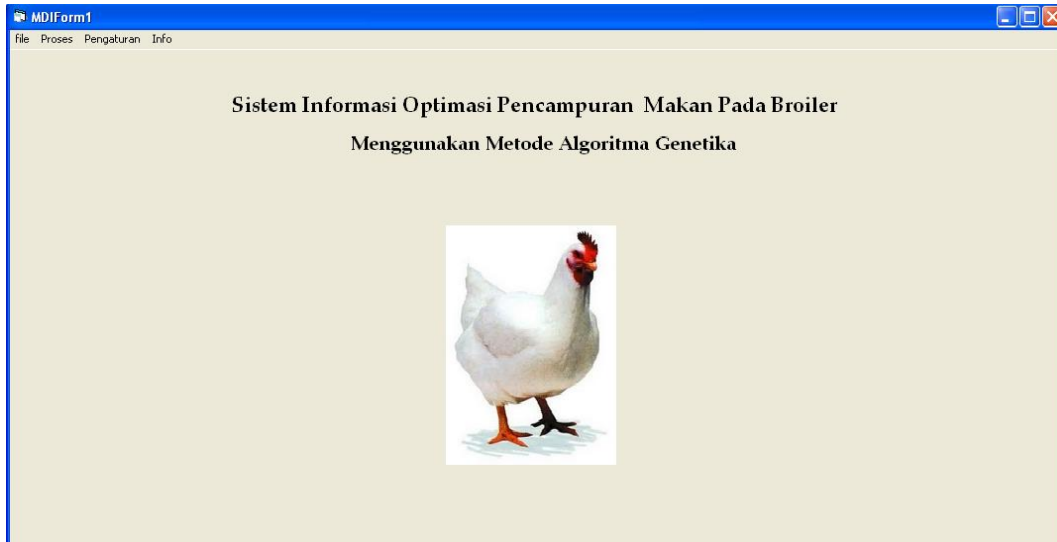 MDIForm1
file Proses Pengaturan Info
Sistem Informasi Optimasi Pencampuran Makan Pada Broiler
Menggunakan Metode Algoritma Genetika